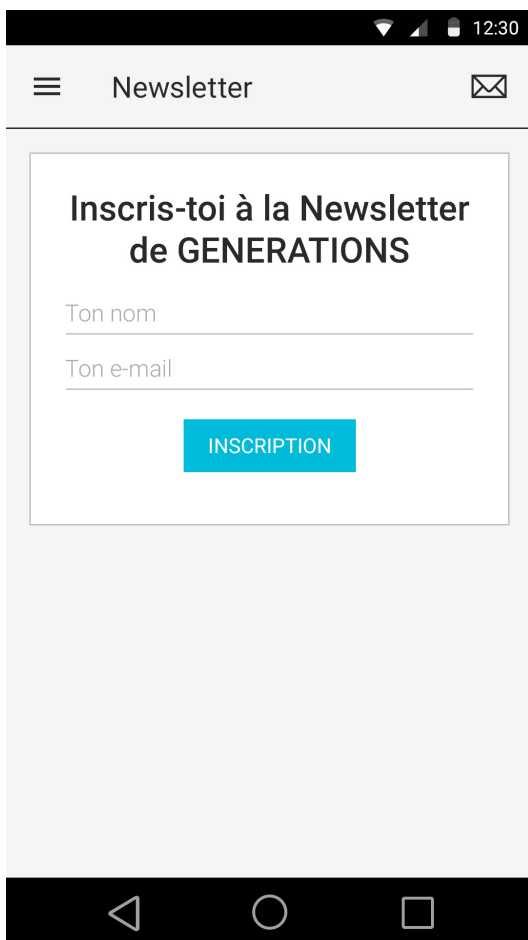 12:30
Newsletter
Inscris-toi à la Newsletter
de GENERATIONS
Ton nom
Ton e-mail
INSCRIPTION